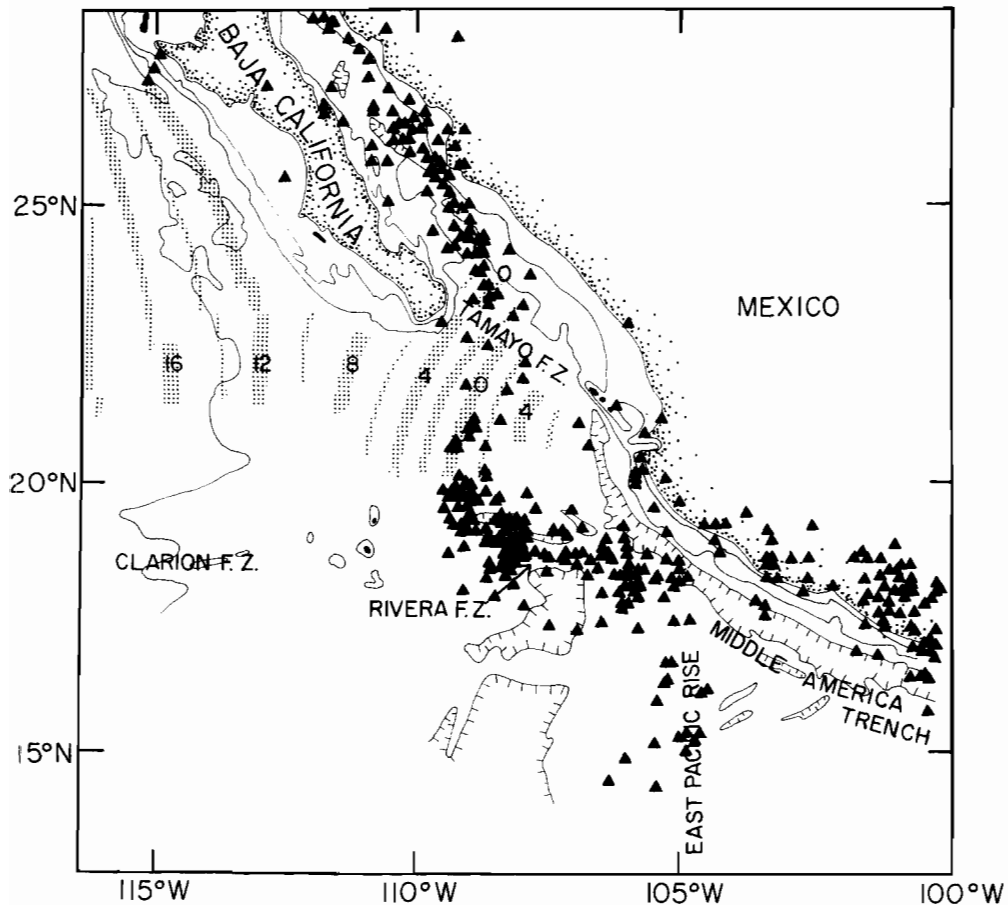 BAJA CALIFORNIA
25°N
0
MEXICO
TAMAYO F.Z.
16 12 8 4 0 4
20°N
CLARION F.Z.
RIVERA F.Z.
MIDDLE AMERICA
TRENCH
EAST PACIFIC RISE
15°N
115°W 110°W 105°W 100°W